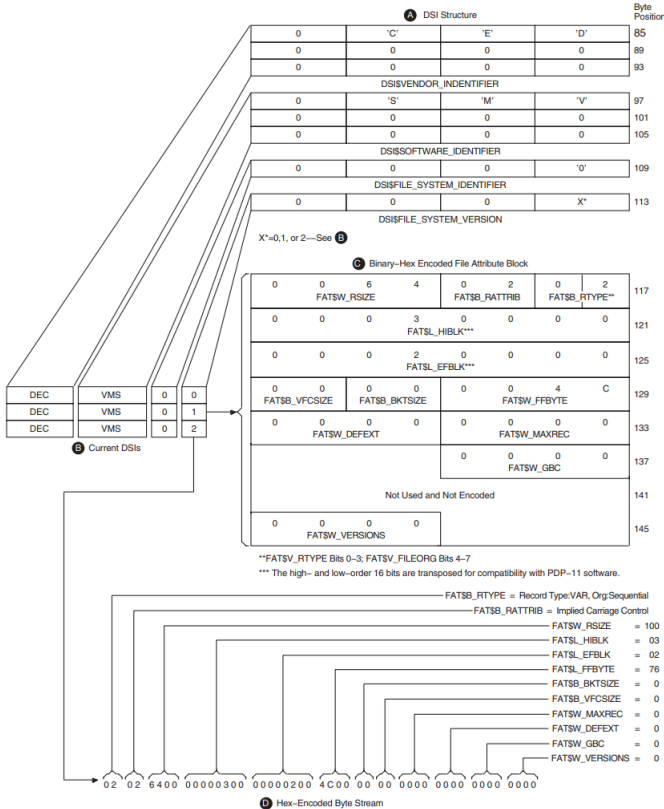 Byte
Position
A DSI Structure
0 'C' 'E' 'D' 85
0 0 0 0 89
0 0 0 0 93
DSI$VENDOR_INDENTIFIER
0 'S' 'M' 'V' 97
0 0 0 0 101
0 0 0 0 105
DSI$SOFTWARE_IDENTIFIER
0 0 0 '0' 109
DSI$FILE_SYSTEM_IDENTIFIER
0 0 0 X* 113
DSI$FILE_SYSTEM_VERSION
X*=0,1, or 2––See B
C Binary–Hex Encoded File Attribute Block
0 0 6 4 0 2 0 2 117
FAT$W_RSIZE FAT$B_RATTRIB FAT$B_RTYPE**
0 0 0 3 0 0 0 0 121
FAT$L_HIBLK***
0 0 0 2 0 0 0 0 125
FAT$L_EFBLK***
0 0 0 0 0 0 4 C 129
FAT$B_VFCSIZE FAT$B_BKTSIZE FAT$W_FFBYTE
0 0 0 0 0 0 0 0 133
FAT$W_DEFEXT FAT$W_MAXREC
0 0 0 0 137
FAT$W_GBC
Not Used and Not Encoded 141
0 0 0 0 145
FAT$W_VERSIONS
DEC VMS 0 0
DEC VMS 0 1
DEC VMS 0 2
B Current DSIs
**FAT$V_RTYPE Bits 0–3; FAT$V_FILEORG Bits 4–7
*** The high– and low–order 16 bits are transposed for compatibility with PDP–11 software.
FAT$B_RTYPE = Record Type:VAR, Org:Sequential
FAT$B_RATTRIB = Implied Carriage Control
FAT$W_RSIZE = 100
FAT$L_HIBLK = 03
FAT$L_EFBLK = 02
FAT$L_FFBYTE = 76
FAT$B_BKTSIZE = 0
FAT$B_VFCSIZE = 0
FAT$W_MAXREC = 0
FAT$W_DEFEXT = 0
FAT$W_GBC = 0
FAT$W_VERSIONS = 0
02 02 6400 00000300 00000200 4C00 00 00 0000 0000 0000 0000
D Hex–Encoded Byte Stream